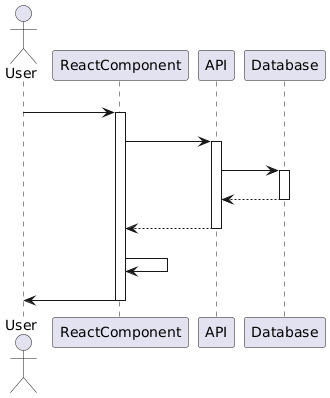 User
ReactComponent
API
Database
User
ReactComponent
API
Database